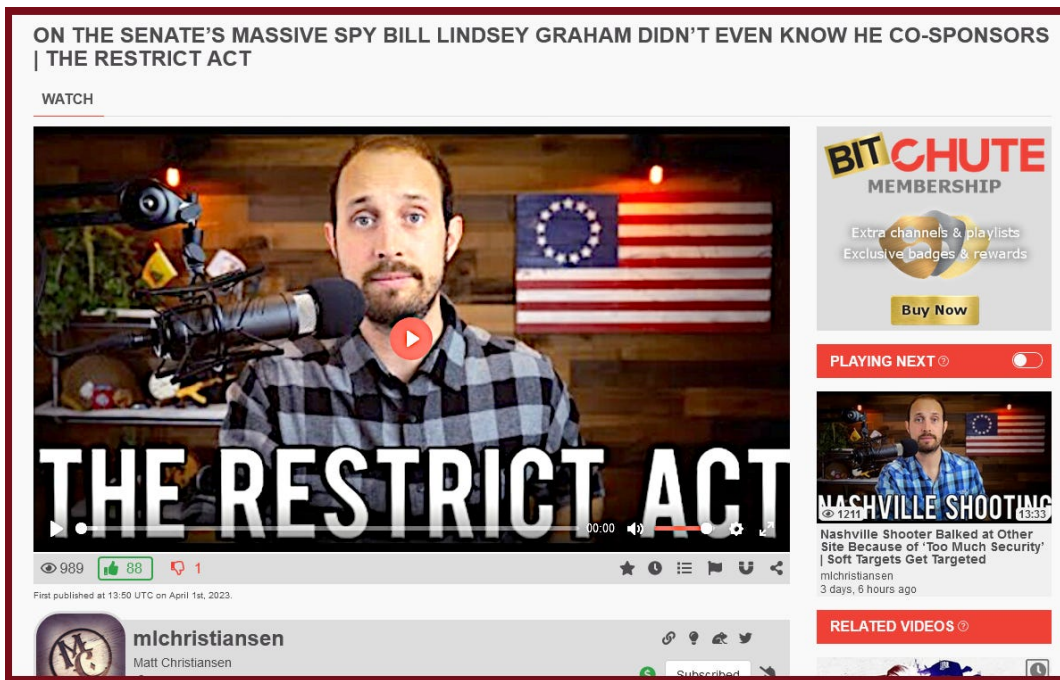 ON THE SENATE'S MASSIVE SPY BILL LINDSEY GRAHAM DIDN'T EVEN KNOW HE CO-SPONSORS
| THE RESTRICT ACT
WATCH
THE RESTRICT ACT
00:00
989
88
1
First published at 13:50 UTC on April 1st, 2023.
mlchristiansen
Matt Christiansen
Subscribed
BITCHUTE
MEMBERSHIP
Extra channels & playlists
Exclusive badges & rewards
Buy Now
PLAYING NEXT
NASHVILLE SHOOTING
1211
13:33
Nashville Shooter Balked at Other
Site Because of 'Too Much Security'
| Soft Targets Get Targeted
mlchristiansen
3 days, 6 hours ago
RELATED VIDEOS